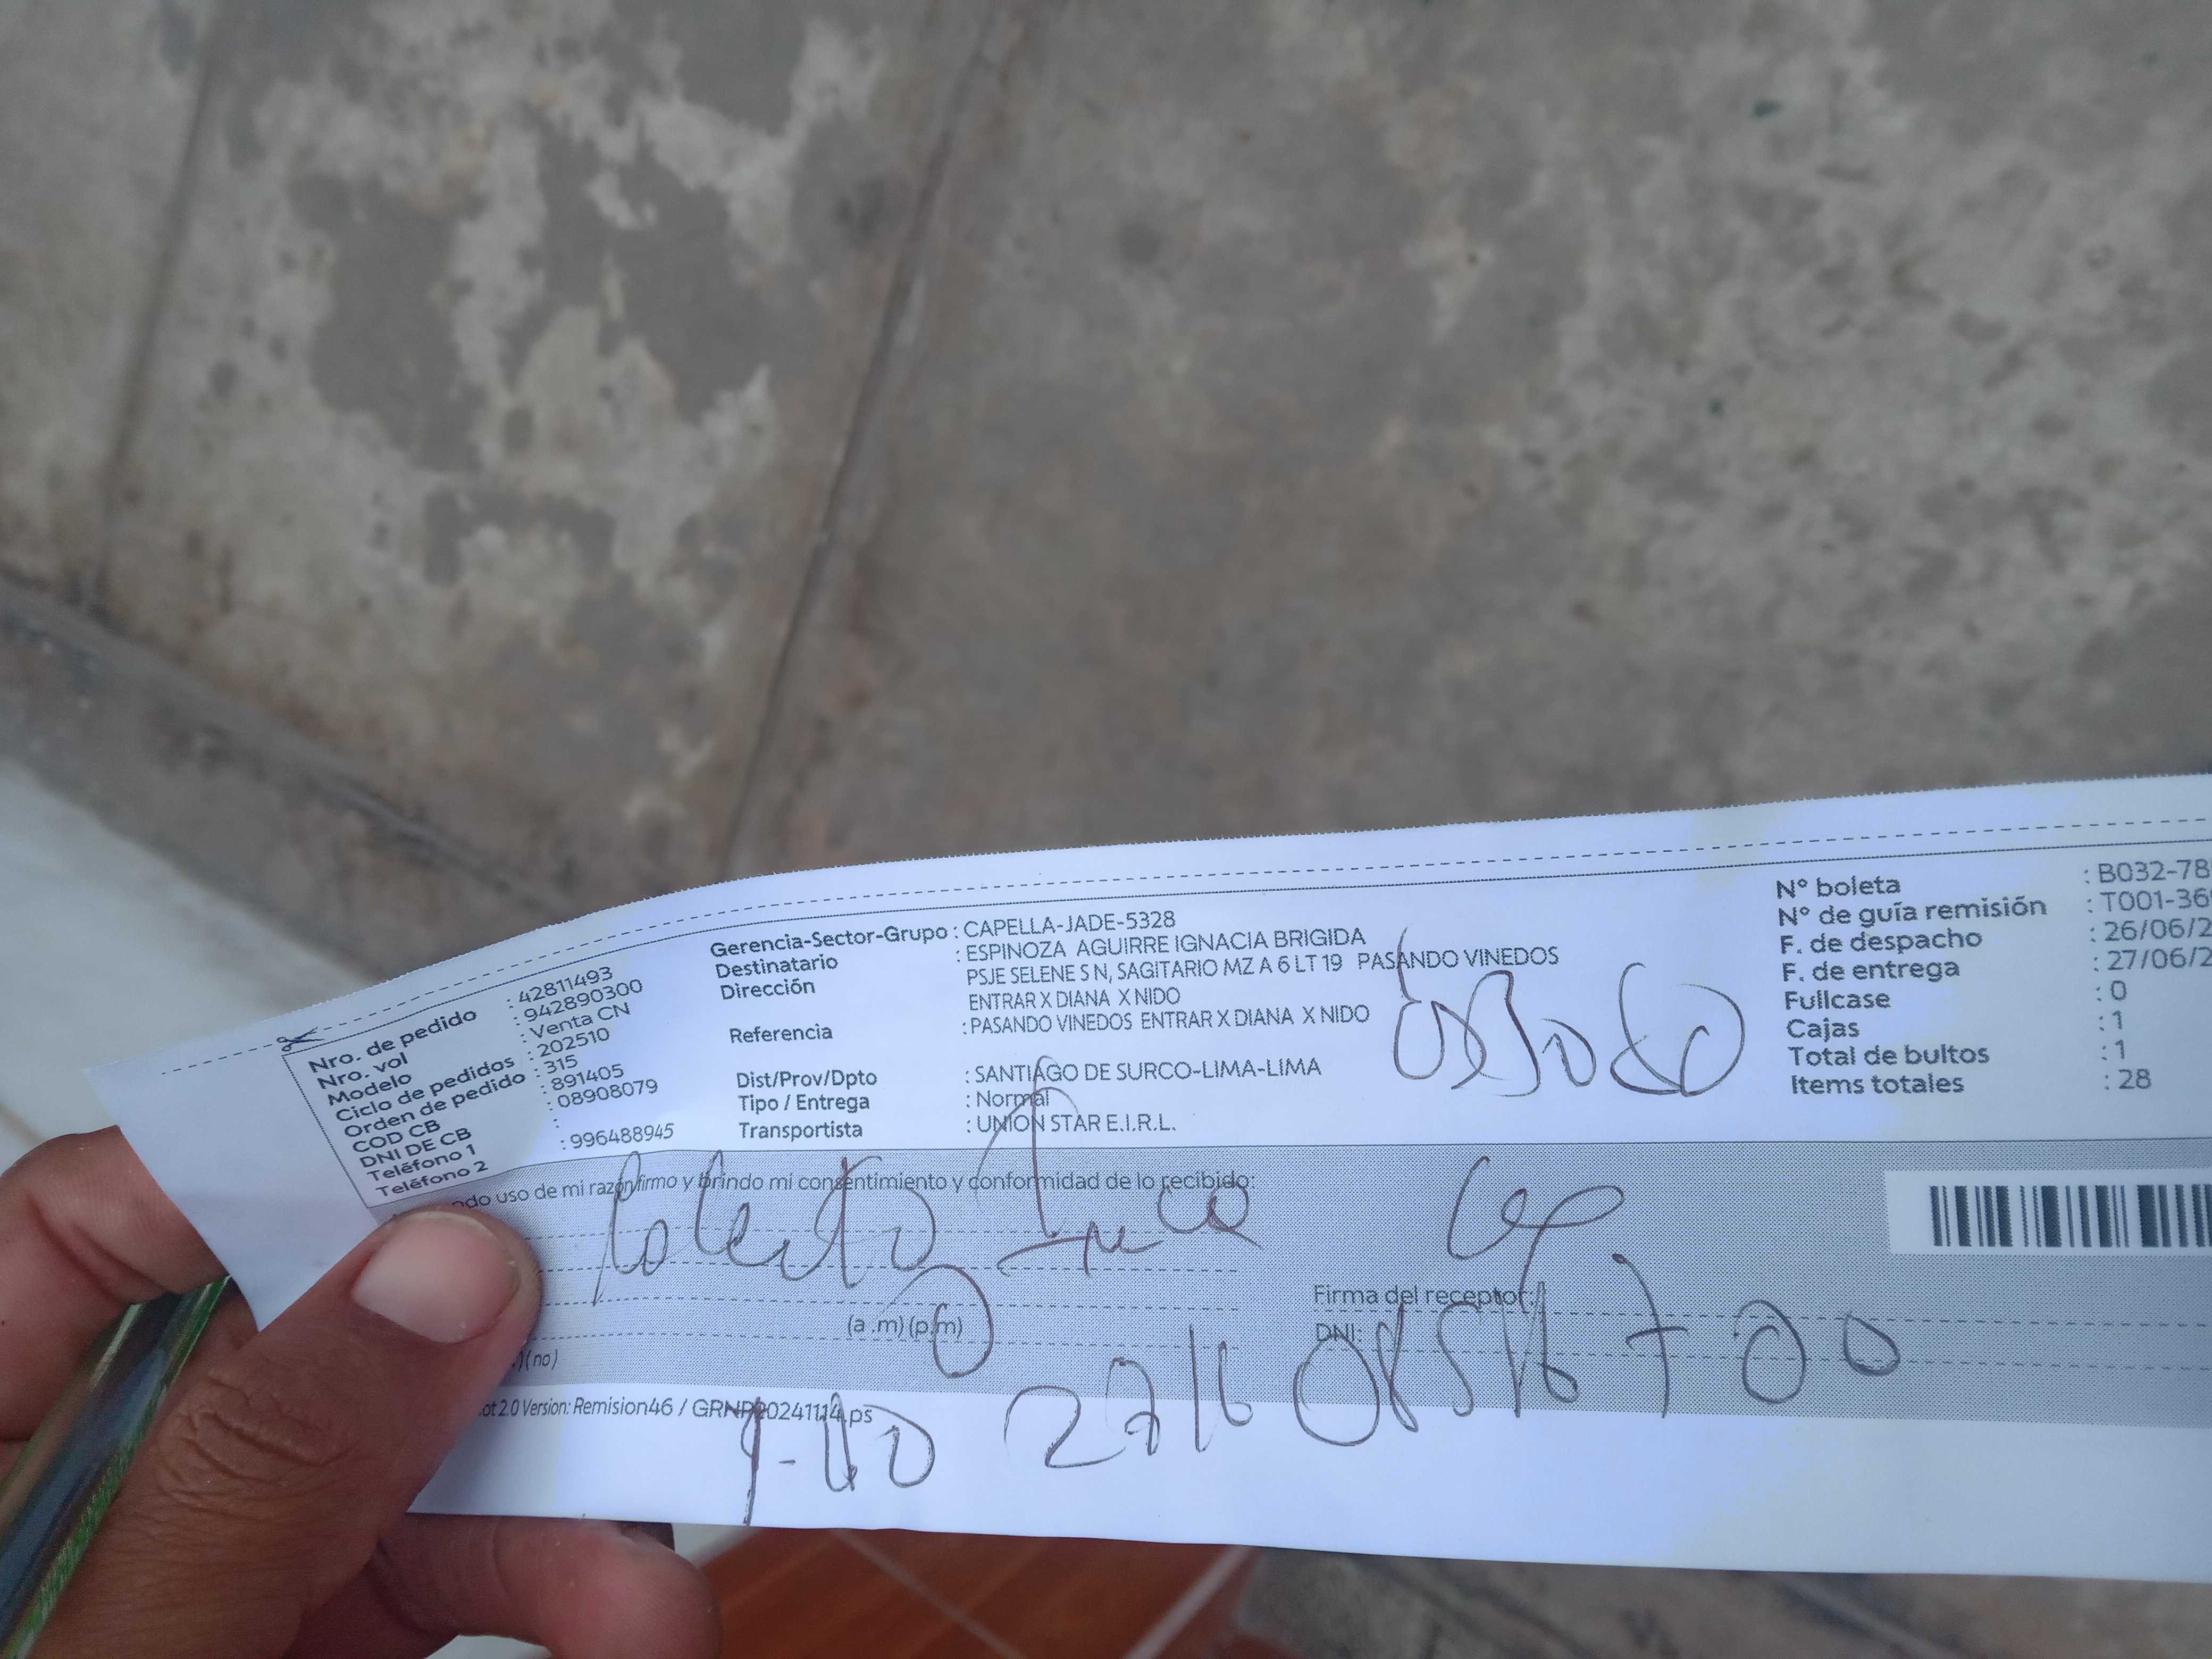 Nro. de pedido : 42811493
Nro. vol : 942890300
Modelo : Venta CN
Ciclo de pedidos : 202510
Orden de pedido : 315
COD CB : 891405
DNI DE CB : 08908079
Teléfono 1 :
Teléfono 2 : 996488945
Gerencia-Sector-Grupo : CAPELLA-JADE-5328
Destinatario : ESPINOZA AGUIRRE IGNACIA BRIGIDA
Dirección PSJE SELENE S N, SAGITARIO MZ A 6 LT 19 PASANDO VINEDOS
ENTRAR X DIANA X NIDO
Referencia : PASANDO VINEDOS ENTRAR X DIANA X NIDO
Dist/Prov/Dpto : SANTIAGO DE SURCO-LIMA-LIMA
Tipo / Entrega : Normal
Transportista : UNION STAR E.I.R.L.
N° boleta : B032-78
N° de guía remisión : T001-36
F. de despacho : 26/06/2
F. de entrega : 27/06/2
Fullcase : 0
Cajas : 1
Total de bultos : 1
Items totales : 28
ndo uso de mi razón firmo y brindo mi consentimiento y conformidad de lo recibido:
Firma del receptor:
(a .m) (p.m)
DNI:
)(no)
ot 2.0 Version: Remision46 / GRNP20241114.ps